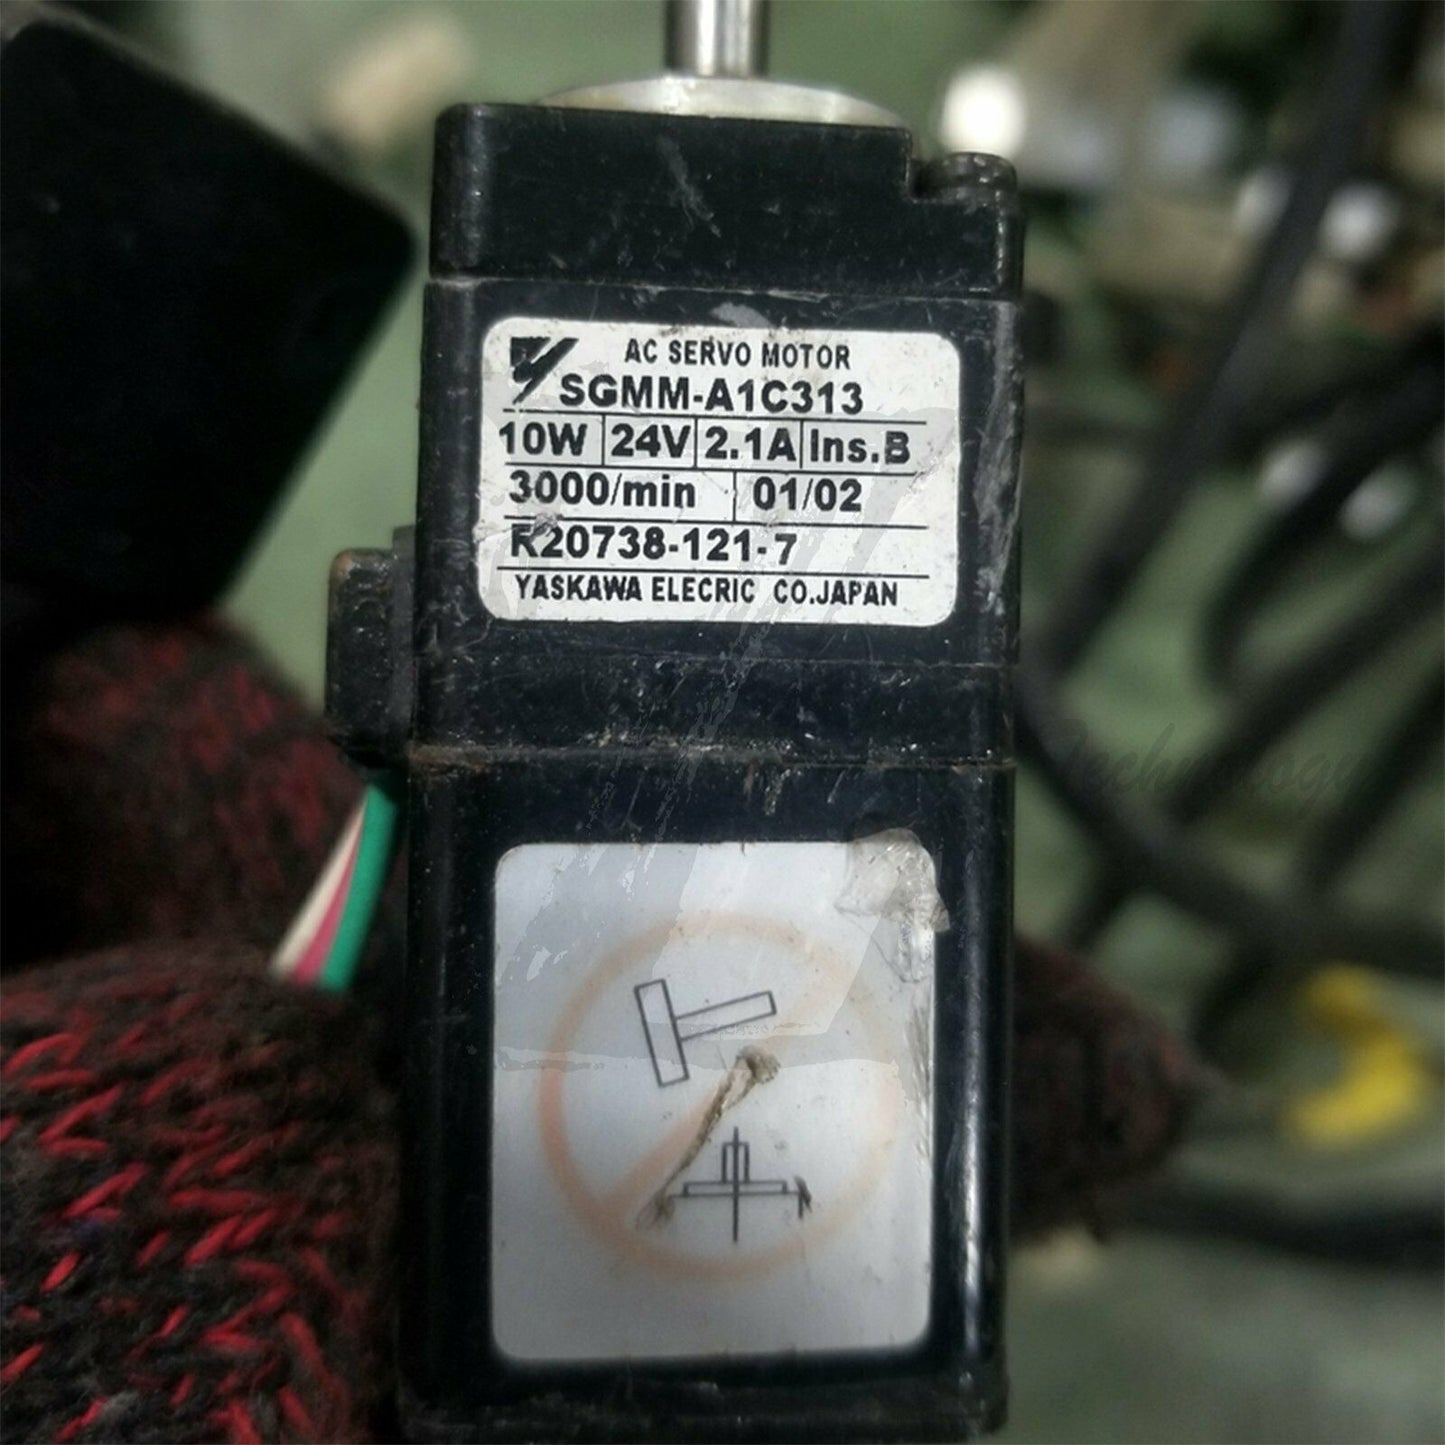 AC SERVO MOTOR
SGMM-A1C313
10W 24V 2.1A Ins.B
3000/min 01/02
R20738-121-7
YASKAWA ELECRIC CO.JAPAN